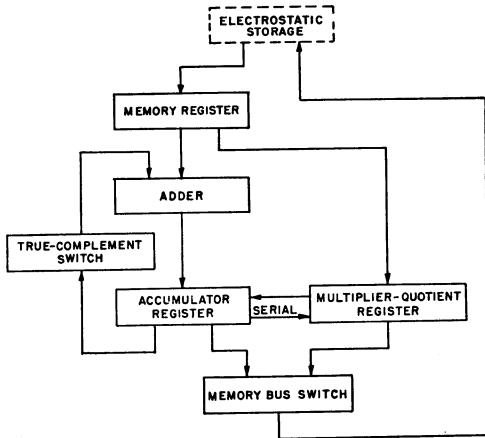 ELECTROSTATIC
STORAGE
MEMORY REGISTER
ADDER
TRUE-COMPLEMENT
SWITCH
ACCUMULATOR
REGISTER
SERIAL
MULTIPLIER-QUOTIENT
REGISTER
MEMORY BUS SWITCH